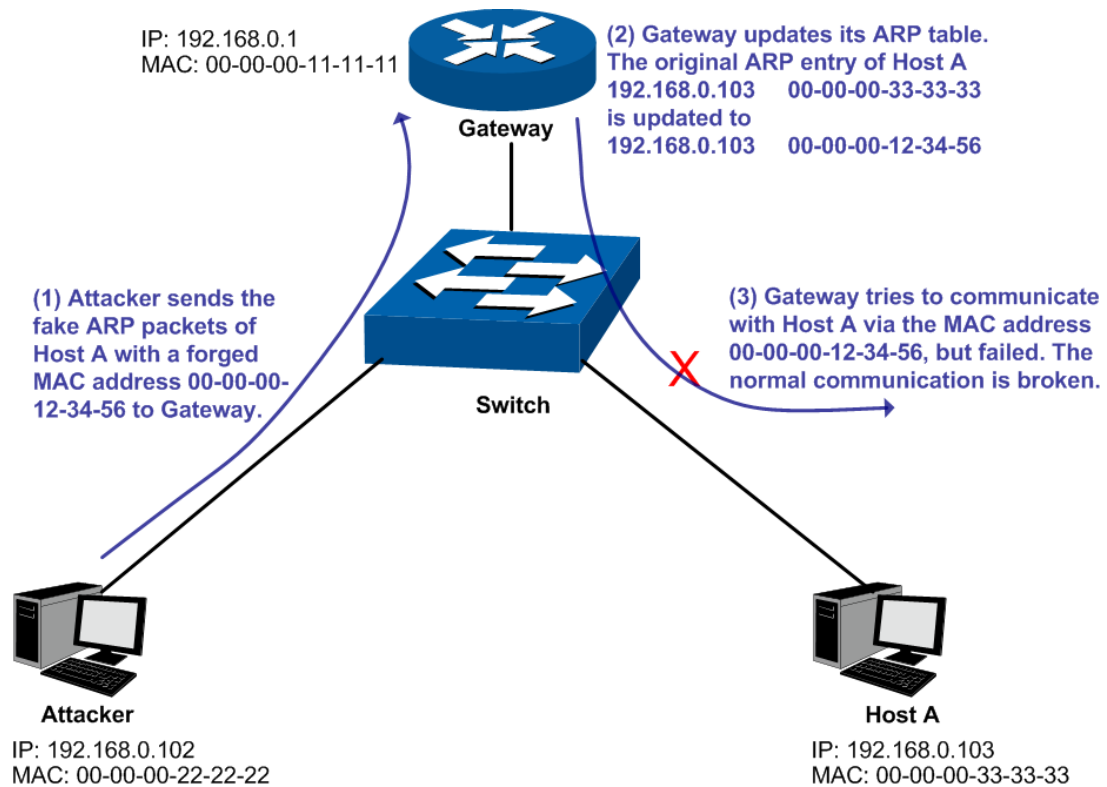 IP: 192.168.0.1
MAC: 00-00-00-11-11-11
Gateway
(2) Gateway updates its ARP table.
The original ARP entry of Host A
192.168.0.103 00-00-00-33-33-33
is updated to
192.168.0.103 00-00-00-12-34-56
(1) Attacker sends the
fake ARP packets of
Host A with a forged
MAC address 00-00-00-
12-34-56 to Gateway.
Switch
(3) Gateway tries to communicate
with Host A via the MAC address
00-00-00-12-34-56, but failed. The
normal communication is broken.
X
Attacker
IP: 192.168.0.102
MAC: 00-00-00-22-22-22
Host A
IP: 192.168.0.103
MAC: 00-00-00-33-33-33